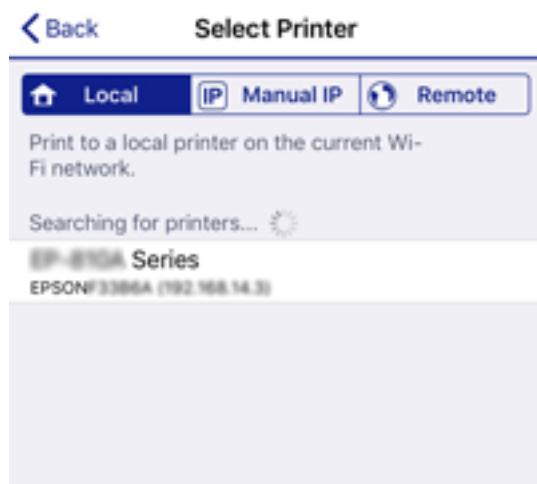 Back
Select Printer
Local
IP Manual IP
Remote
Print to a local printer on the current Wi-
Fi network.
Searching for printers...
Series
EPSON